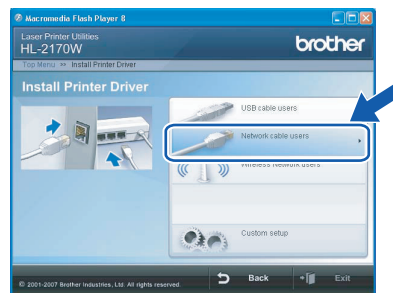 Macromedia Flash Player 8
Laser Printer Utilities
HL-2170W
brother
Top Menu >> Install Printer Driver
Install Printer Driver
USB cable users
Network cable users
Wireless Network users
Custom setup
© 2001-2007 Brother Industries, Ltd. All rights reserved.
Back
Exit